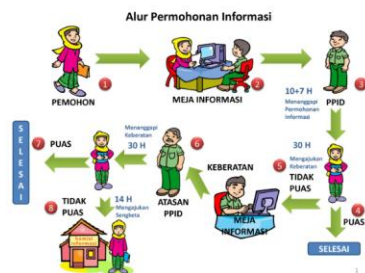 Alur Permohonan Informasi
1
PEMOHON
2
MEJA INFORMASI
3
PPID
10+7 H
Menanggapi
Permohonan
Informasi
4
PUAS
SELESAI
30 H
Mengajukan
Keberatan
5
TIDAK
PUAS
KEBERATAN
MEJA
INFORMASI
6
ATASAN
PPID
Menanggapi
Keberatan
30 H
7
PUAS
SELESAI
8
TIDAK
PUAS
14 H
Mengajukan
Sengketa
1